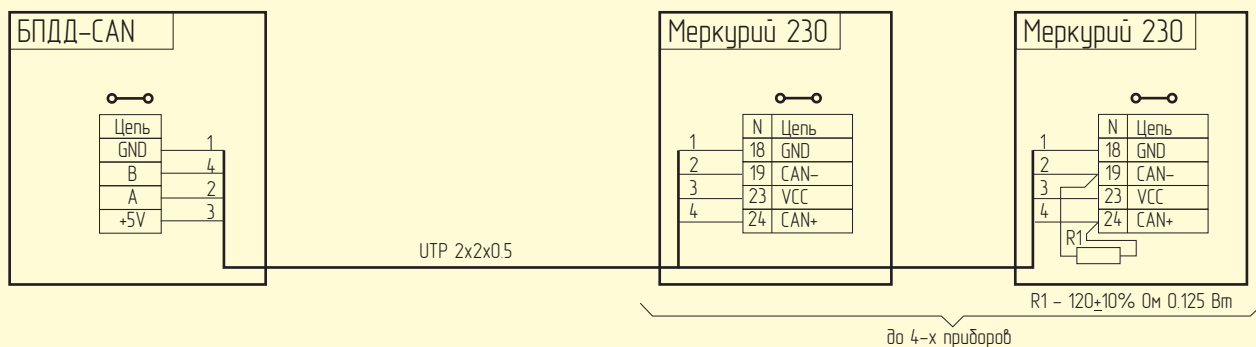 БПДД-CAN
Цепь
GND 1
B 4
A 2
+5V 3
UTP 2x2x0.5
Меркурий 230
N Цепь
1 18 GND
2 19 CAN-
3 23 VCC
4 24 CAN+
Меркурий 230
N Цепь
1 18 GND
2 19 CAN-
3 23 VCC
4 24 CAN+
R1
R1 - 120±10% Ом 0.125 Вт
до 4-х приборов